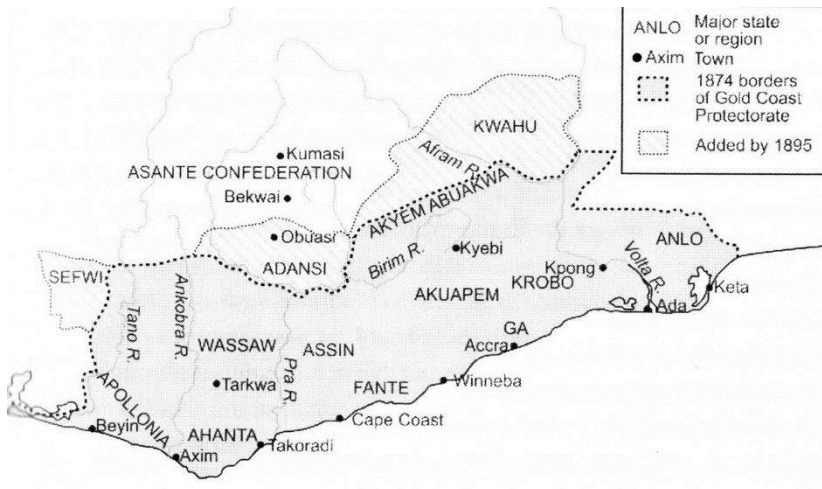 ANLO Major state
or region
Axim Town
1874 borders
of Gold Coast
Protectorate
Added by 1895
KWAHU
Afram R.
Kumasi
ASANTE CONFEDERATION
Bekwai
AKYEM ABUAKWA
Obuasi
ADANSI
Birim R.
Kyebi
ANLO
Volta R.
Kpong
KROBO
SEFWI
Tano R.
Ankobra R.
AKUAPEM
Keta
Ada
GA
Accra
WASSAW
ASSIN
Pra R.
Tarkwa
FANTE
Winneba
APOLLONIA
Cape Coast
Beyin
AHANTA
Takoradi
Axim